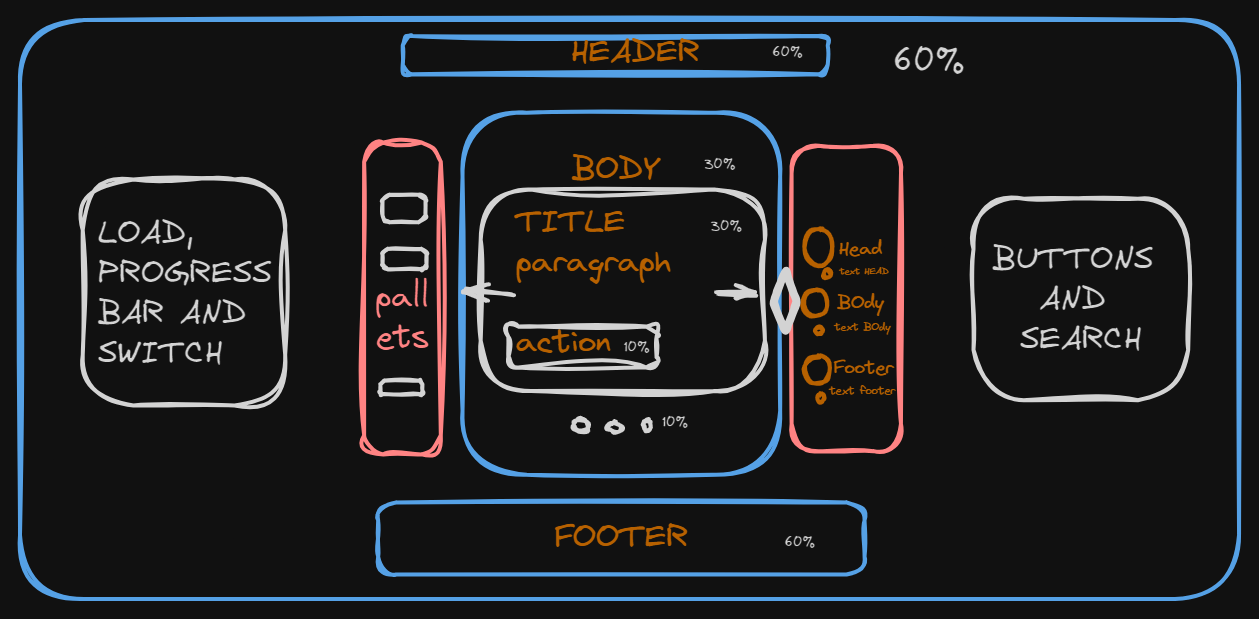 HEADER 60%
60%
LOAD,
PROGRESS
BAR AND
SWITCH
pall
ets
BODY 30%
TITLE 30%
paragraph
action 10%
10%
Head
text HEAD
BOdy
text BOdy
Footer
text footer
BUTTONS
AND
SEARCH
FOOTER 60%